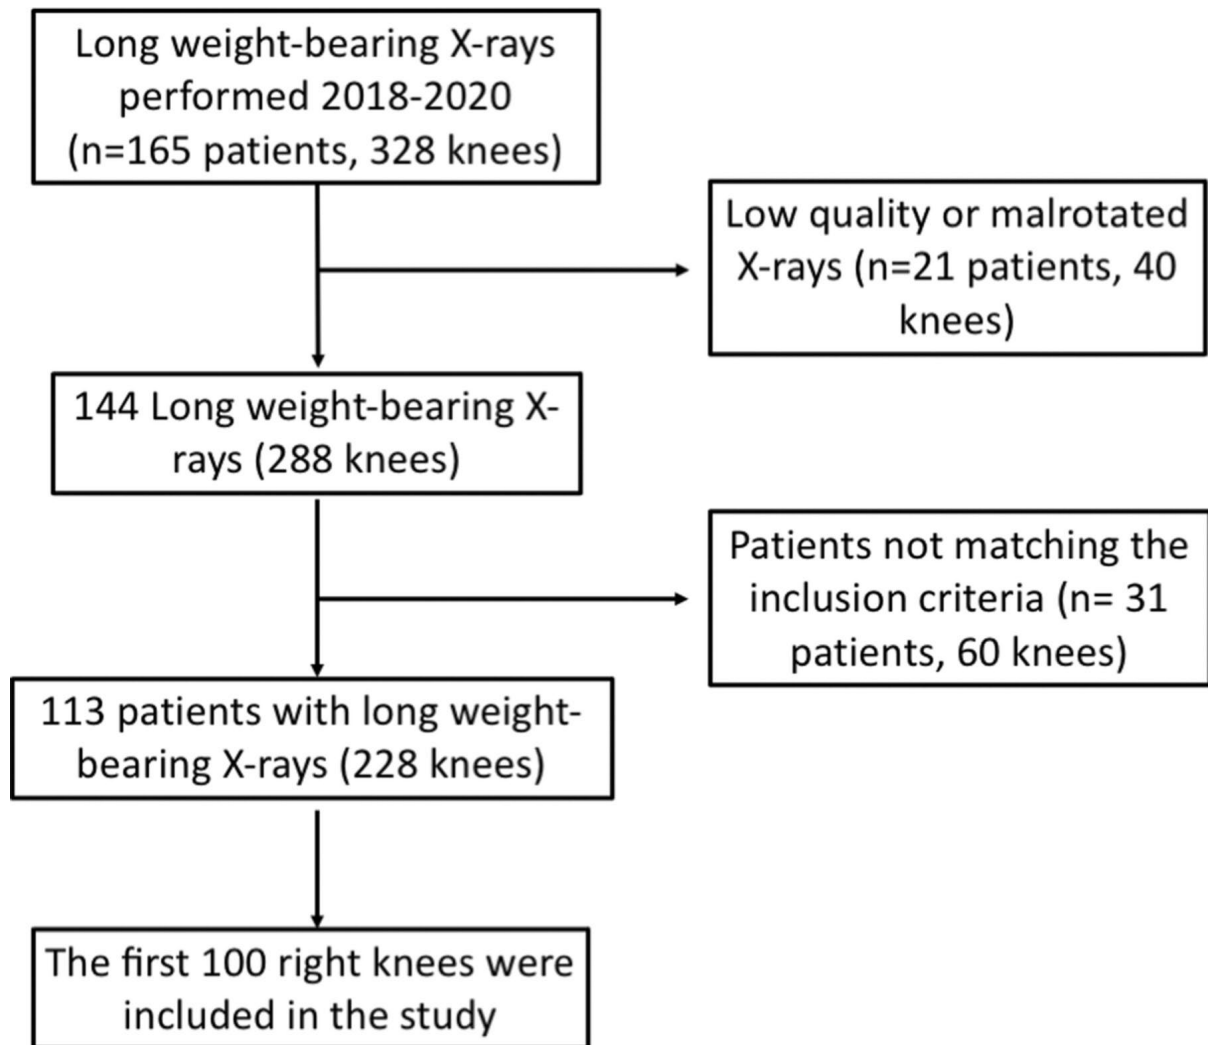 Long weight-bearing X-rays
performed 2018-2020
(n=165 patients, 328 knees)
Low quality or malrotated
X-rays (n=21 patients, 40
knees)
144 Long weight-bearing X-
rays (288 knees)
Patients not matching the
inclusion criteria (n= 31
patients, 60 knees)
113 patients with long weight-
bearing X-rays (228 knees)
The first 100 right knees were
included in the study